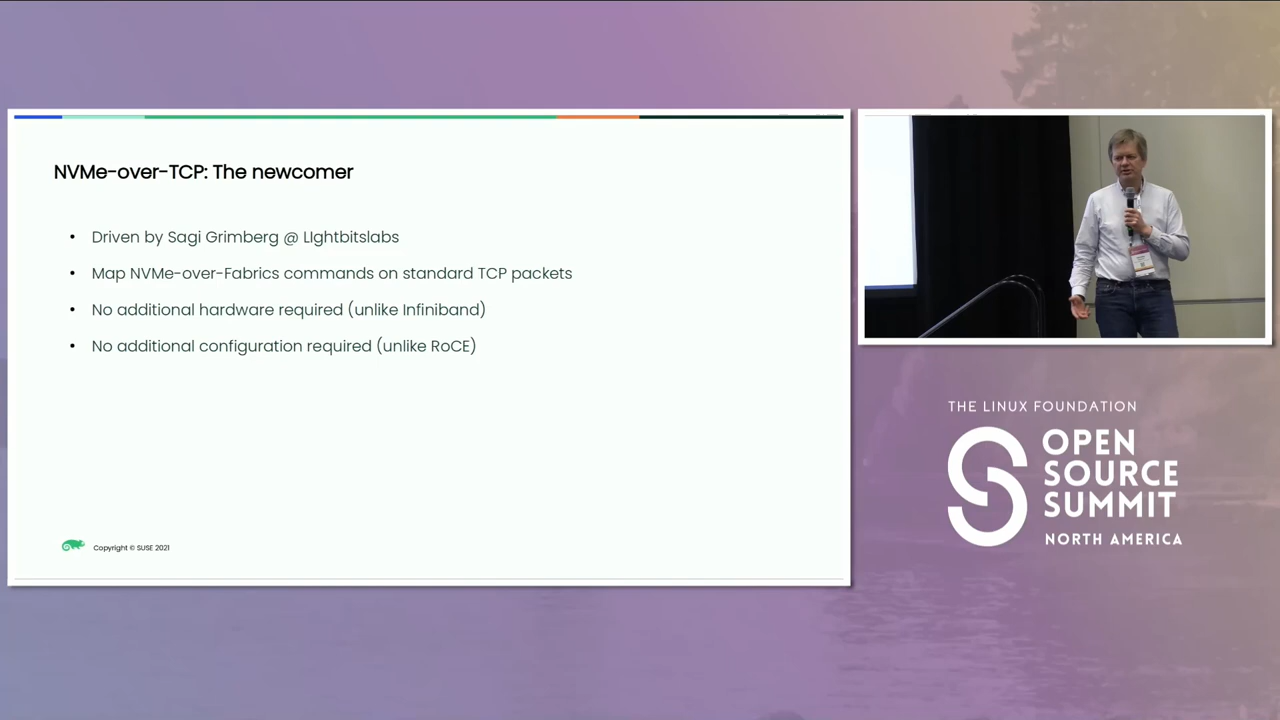 NVMe-over-TCP: The newcomer
• Driven by Sagi Grimberg @ LIghtbitslabs
• Map NVMe-over-Fabrics commands on standard TCP packets
• No additional hardware required (unlike Infiniband)
• No additional configuration required (unlike RoCE)
Copyright © SUSE 2021
THE LINUX FOUNDATION
OPEN
SOURCE
SUMMIT
NORTH AMERICA